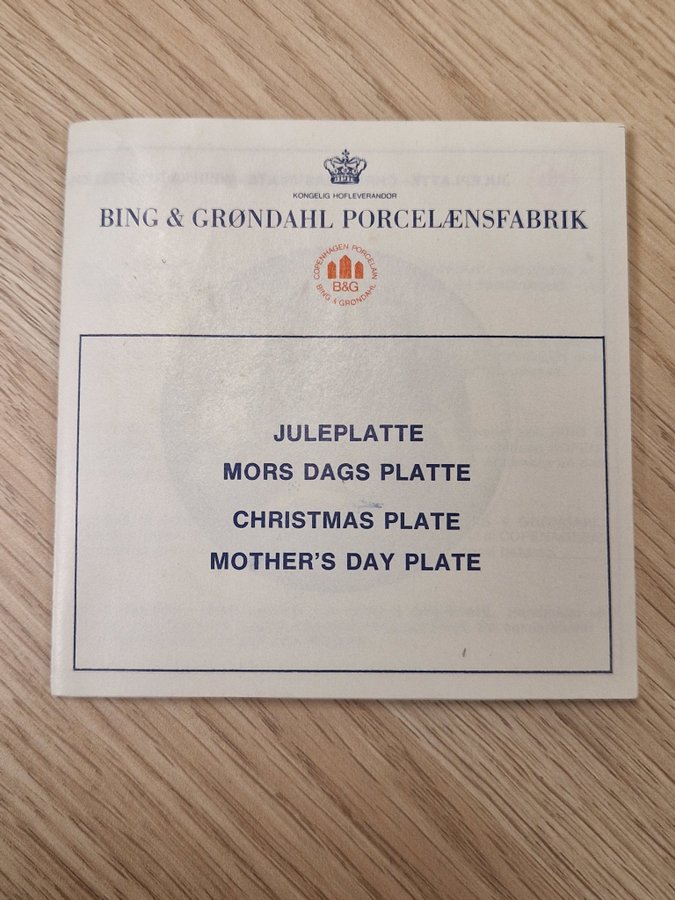 KONGELIG HOFLEVERANDØR
BING & GRØNDAHL PORCELÆNSFABRIK
COPENHAGEN PORCELAIN
B&G
BING & GRØNDAHL
JULEPLATTE
MORS DAGS PLATTE
CHRISTMAS PLATE
MOTHER'S DAY PLATE